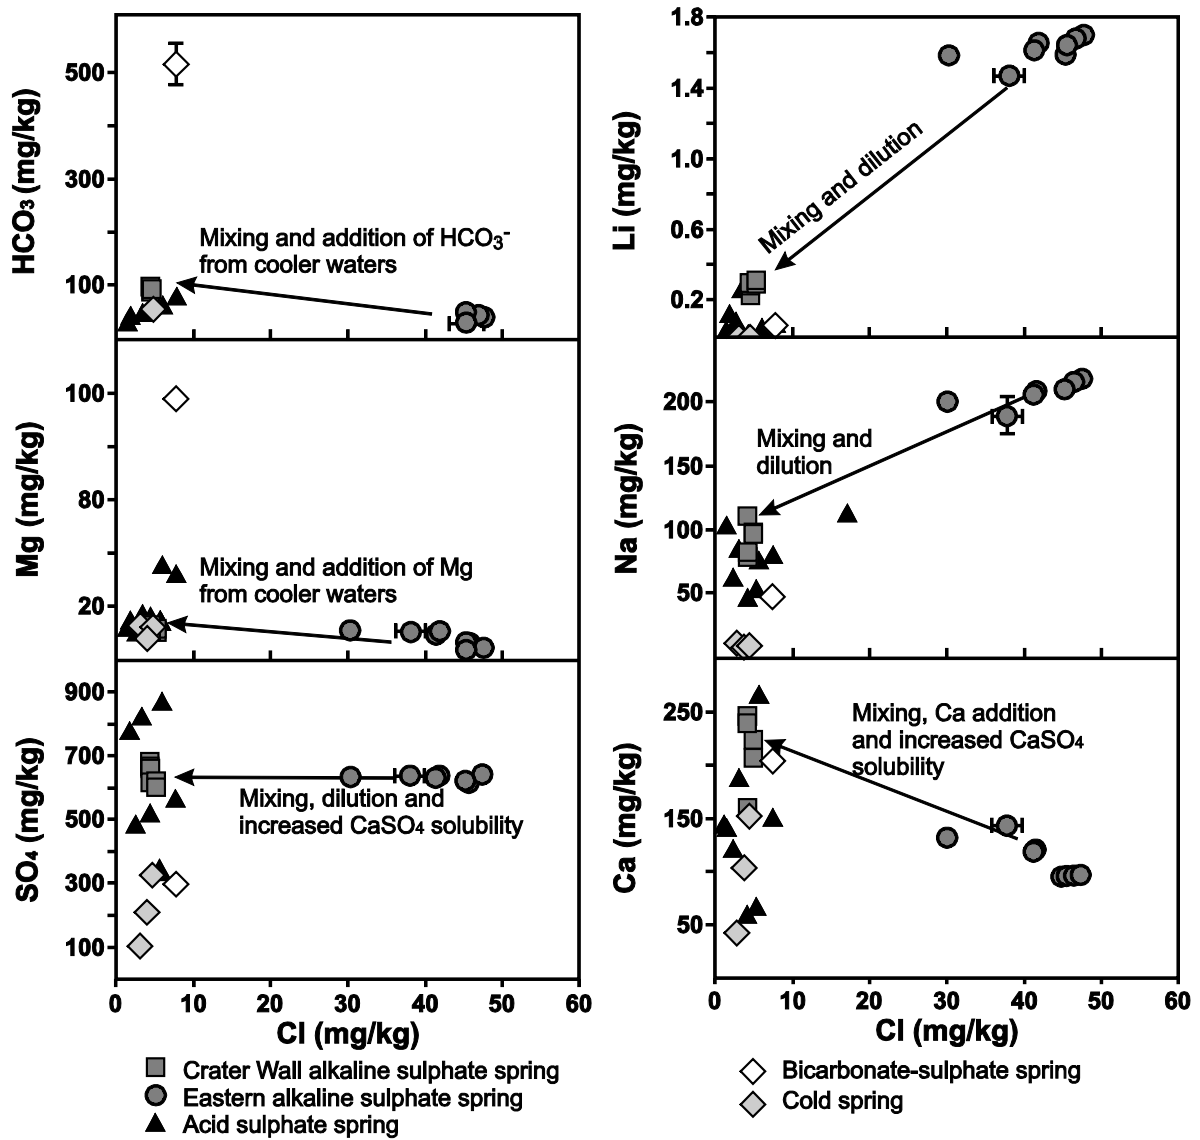 HCO₃ (mg/kg)
500
300
100
Mixing and addition of HCO₃⁻
from cooler waters
Mg (mg/kg)
100
80
20
Mixing and addition of Mg
from cooler waters
SO₄ (mg/kg)
900
700
500
300
100
Mixing, dilution and
increased CaSO₄ solubility
0 10 20 30 40 50 60
Cl (mg/kg)
Li (mg/kg)
1.8
1.4
1.0
0.6
0.2
Mixing and dilution
Na (mg/kg)
200
150
100
50
Mixing and
dilution
Ca (mg/kg)
250
150
50
Mixing, Ca addition
and increased CaSO₄
solubility
0 10 20 30 40 50 60
Cl (mg/kg)
Crater Wall alkaline sulphate spring
Eastern alkaline sulphate spring
Acid sulphate spring
Bicarbonate-sulphate spring
Cold spring